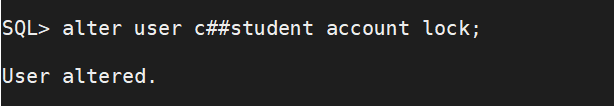 SQL> alter user c##student account lock;
User altered.